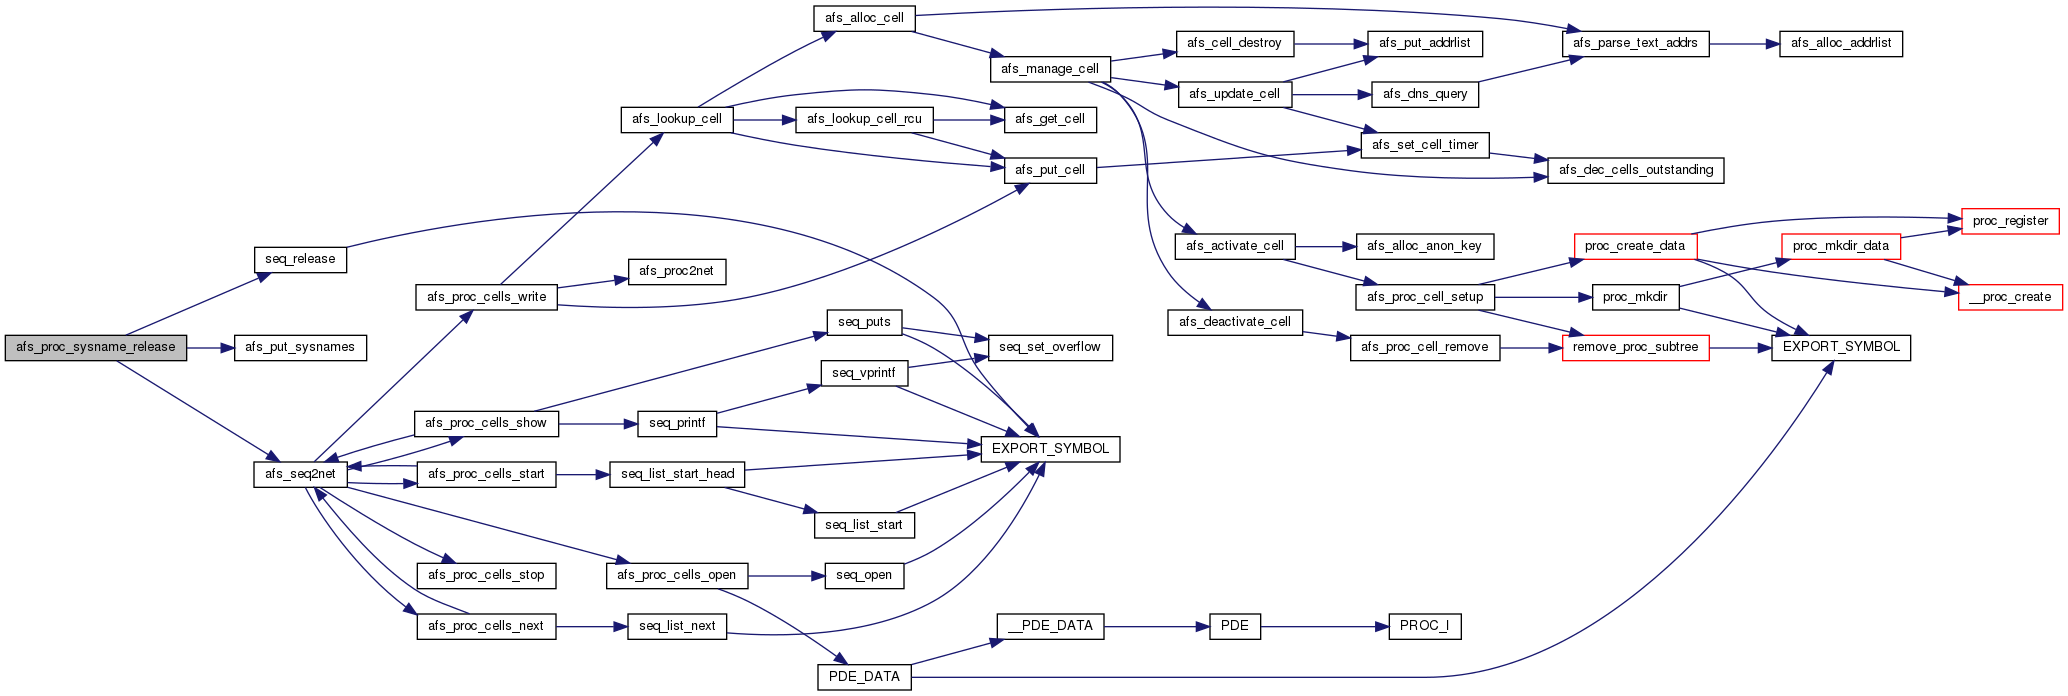 afs_alloc_cell
afs_cell_destroy
afs_put_addrlist
afs_parse_text_addrs
afs_alloc_addrlist
afs_manage_cell
afs_update_cell
afs_dns_query
afs_lookup_cell
afs_lookup_cell_rcu
afs_get_cell
afs_set_cell_timer
afs_put_cell
afs_dec_cells_outstanding
proc_register
seq_release
afs_activate_cell
afs_alloc_anon_key
proc_create_data
proc_mkdir_data
afs_proc2net
afs_proc_cells_write
afs_proc_cell_setup
proc_mkdir
__proc_create
seq_puts
afs_deactivate_cell
afs_proc_sysname_release
afs_put_sysnames
seq_set_overflow
afs_proc_cell_remove
remove_proc_subtree
EXPORT_SYMBOL
seq_vprintf
afs_proc_cells_show
seq_printf
EXPORT_SYMBOL
afs_seq2net
afs_proc_cells_start
seq_list_start_head
seq_list_start
afs_proc_cells_stop
afs_proc_cells_open
seq_open
afs_proc_cells_next
seq_list_next
__PDE_DATA
PDE
PROC_I
PDE_DATA